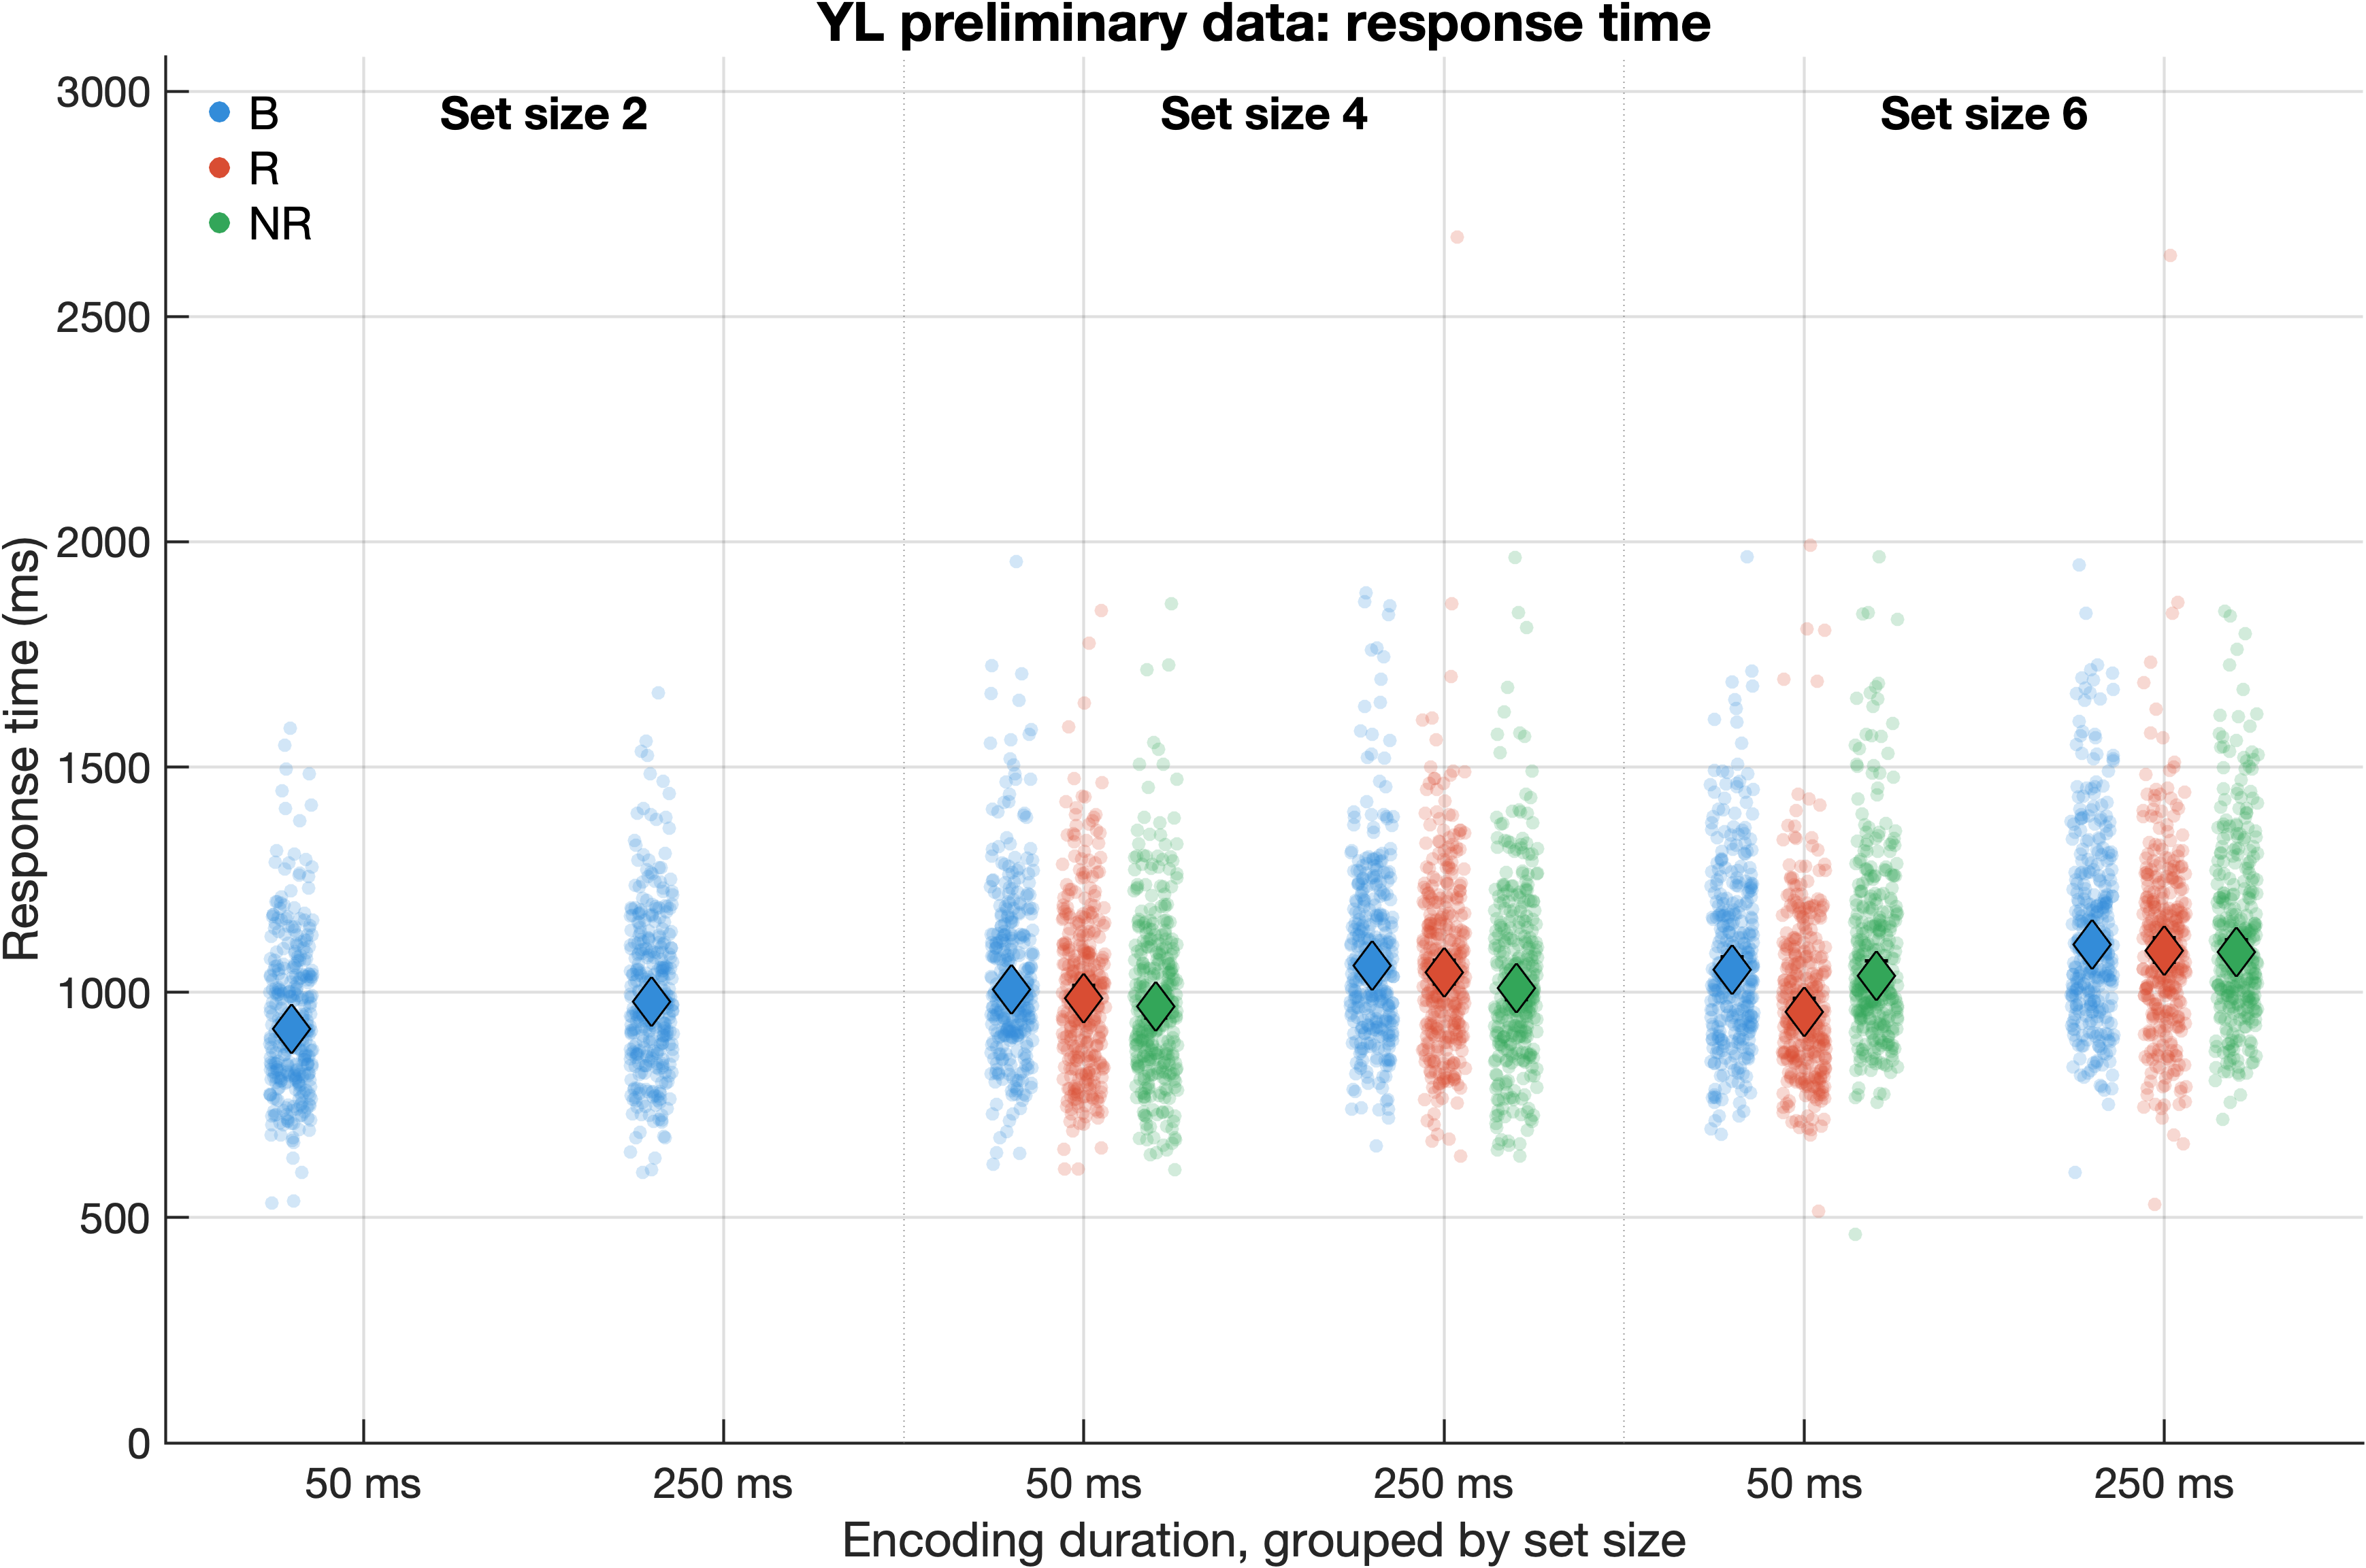 YL preliminary data: response time
B
R
NR
Set size 2
Set size 4
Set size 6
3000
2500
2000
1500
1000
500
0
Response time (ms)
50 ms
250 ms
50 ms
250 ms
50 ms
250 ms
Encoding duration, grouped by set size